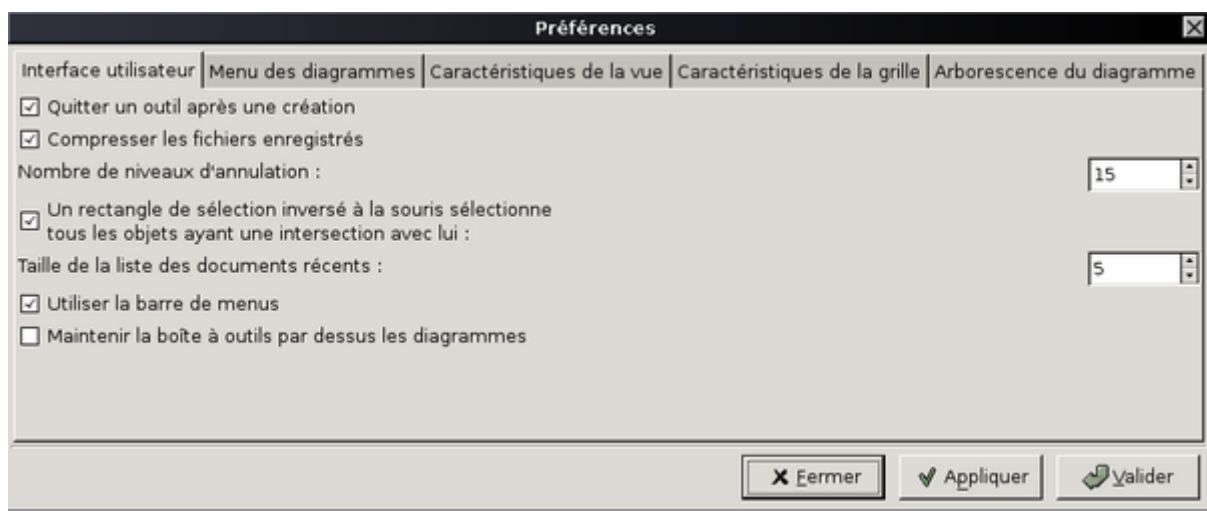 Préférences
Interface utilisateur Menu des diagrammes Caractéristiques de la vue Caractéristiques de la grille Arborescence du diagramme
Quitter un outil après une création
Compresser les fichiers enregistrés
Nombre de niveaux d'annulation : 15
Un rectangle de sélection inversé à la souris sélectionne
tous les objets ayant une intersection avec lui :
Taille de la liste des documents récents : 5
Utiliser la barre de menus
Maintenir la boîte à outils par dessus les diagrammes
Fermer Appliquer Valider